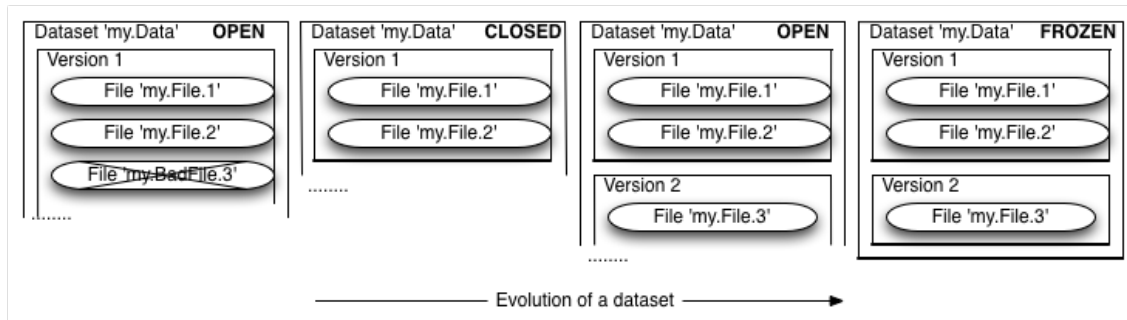 Dataset 'my.Data' OPEN
Version 1
File 'my.File.1'
File 'my.File.2'
File 'my.BadFile.3'
........
Dataset 'my.Data' CLOSED
Version 1
File 'my.File.1'
File 'my.File.2'
........
Dataset 'my.Data' OPEN
Version 1
File 'my.File.1'
File 'my.File.2'
Version 2
File 'my.File.3'
........
Dataset 'my.Data' FROZEN
Version 1
File 'my.File.1'
File 'my.File.2'
Version 2
File 'my.File.3'
Evolution of a dataset